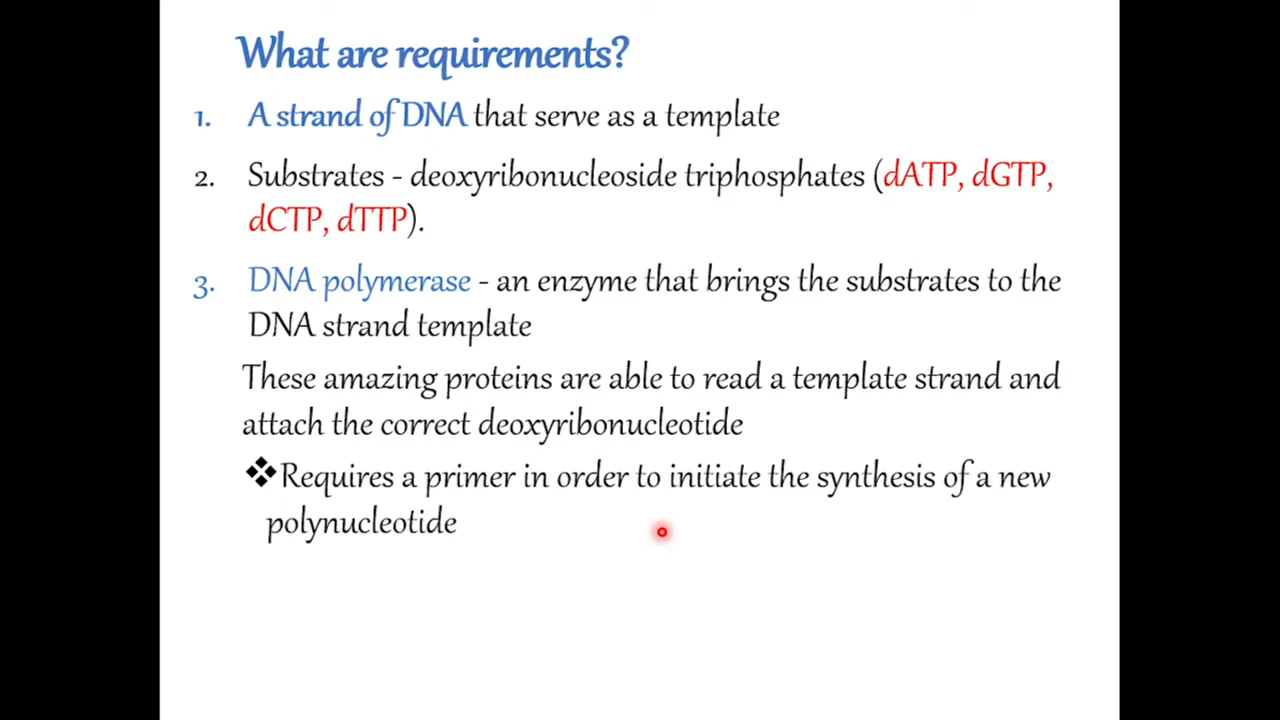 What are requirements?
1. A strand of DNA that serve as a template
2. Substrates - deoxyribonucleoside triphosphates (dATP, dGTP,
dCTP, dTTP).
3. DNA polymerase - an enzyme that brings the substrates to the
DNA strand template
These amazing proteins are able to read a template strand and
attach the correct deoxyribonucleotide
❖Requires a primer in order to initiate the synthesis of a new
polynucleotide